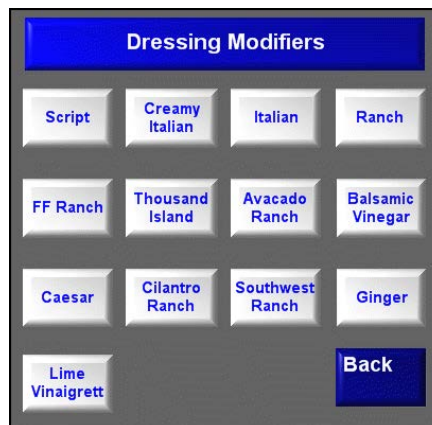 Dressing Modifiers
Script
Creamy
Italian
Italian
Ranch
FF Ranch
Thousand
Island
Avacado
Ranch
Balsamic
Vinegar
Caesar
Cilantro
Ranch
Southwest
Ranch
Ginger
Lime
Vinaigrett
Back